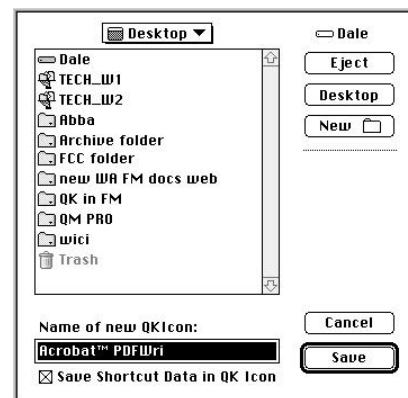 Desktop
Dale
Dale
TECH_W1
TECH_W2
Abba
Archive folder
FCC folder
new WA FM docs web
QK in FM
QM PRO
wici
Trash
Eject
Desktop
New
Name of new QKIcon:
Acrobat™ PDFWri
Save Shortcut Data in QK Icon
Cancel
Save